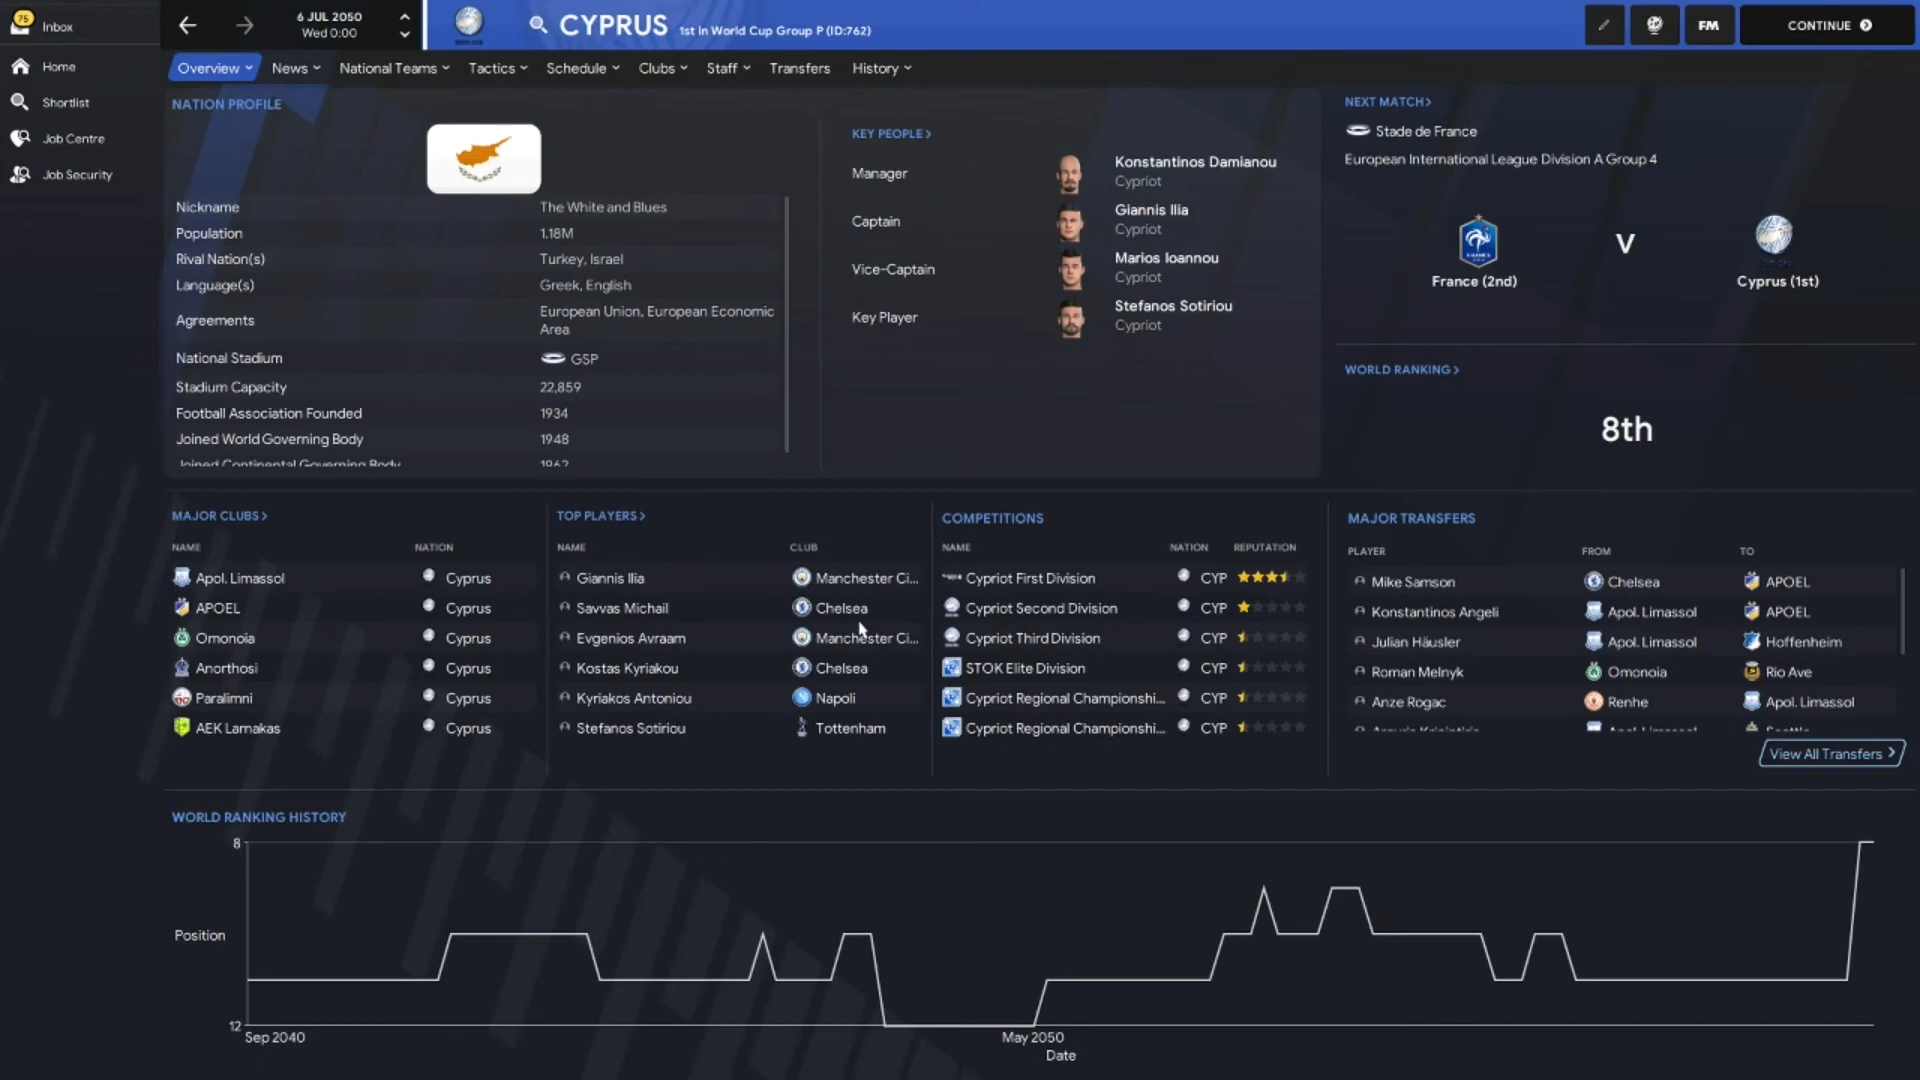 75
Inbox
6 JUL 2050
Wed 0:00
CYPRUS
1st In World Cup Group P (ID:762)
FM
CONTINUE
Home
Shortlist
Job Centre
Job Security
Overview
News
National Teams
Tactics
Schedule
Clubs
Staff
Transfers
History
NATION PROFILE
Nickname The White and Blues
Population 1.18M
Rival Nation(s) Turkey, Israel
Language(s) Greek, English
Agreements European Union, European Economic
Area
National Stadium GSP
Stadium Capacity 22,859
Football Association Founded 1934
Joined World Governing Body 1948
Joined Continental Governing Body 1962
KEY PEOPLE >
Manager Konstantinos Damianou
Cypriot
Captain Giannis Ilia
Cypriot
Vice-Captain Marios Ioannou
Cypriot
Key Player Stefanos Sotiriou
Cypriot
NEXT MATCH >
Stade de France
European International League Division A Group 4
FRANCE
France (2nd) V Cyprus (1st)
WORLD RANKING >
8th
MAJOR CLUBS >
NAME NATION
Apol. Limassol Cyprus
APOEL Cyprus
Omonoia Cyprus
Anorthosi Cyprus
Paralimni Cyprus
AEK Larnakas Cyprus
TOP PLAYERS >
NAME CLUB
Giannis Ilia Manchester Ci...
Savvas Michail Chelsea
Evgenios Avraam Manchester Ci...
Kostas Kyriakou Chelsea
Kyriakos Antoniou Napoli
Stefanos Sotiriou Tottenham
COMPETITIONS
NAME NATION REPUTATION
Cypriot First Division CYP
Cypriot Second Division CYP
Cypriot Third Division CYP
STOK Elite Division CYP
Cypriot Regional Championshi... CYP
Cypriot Regional Championshi... CYP
MAJOR TRANSFERS
PLAYER FROM TO
Mike Samson Chelsea APOEL
Konstantinos Angeli Apol. Limassol APOEL
Julian Häusler Apol. Limassol Hoffenheim
Roman Melnyk Omonoia Rio Ave
Anze Rogac Renhe Apol. Limassol
Apol. Limassol Seattle
View All Transfers >
WORLD RANKING HISTORY
8
Position
12
Sep 2040
May 2050
Date